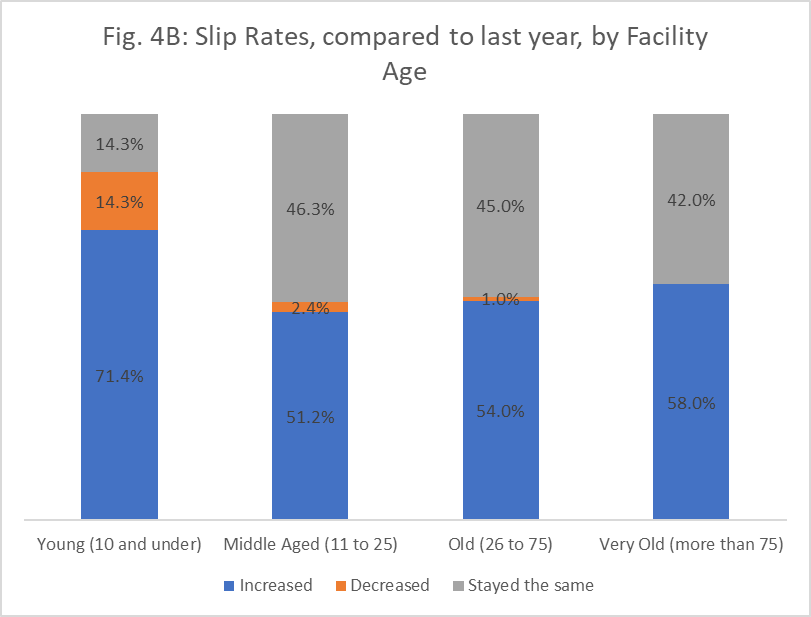 Fig. 4B: Slip Rates, compared to last year, by Facility
Age
14.3%
14.3%
71.4%
46.3%
2.4%
51.2%
45.0%
1.0%
54.0%
42.0%
58.0%
Young (10 and under)
Middle Aged (11 to 25)
Old (26 to 75)
Very Old (more than 75)
Increased
Decreased
Stayed the same